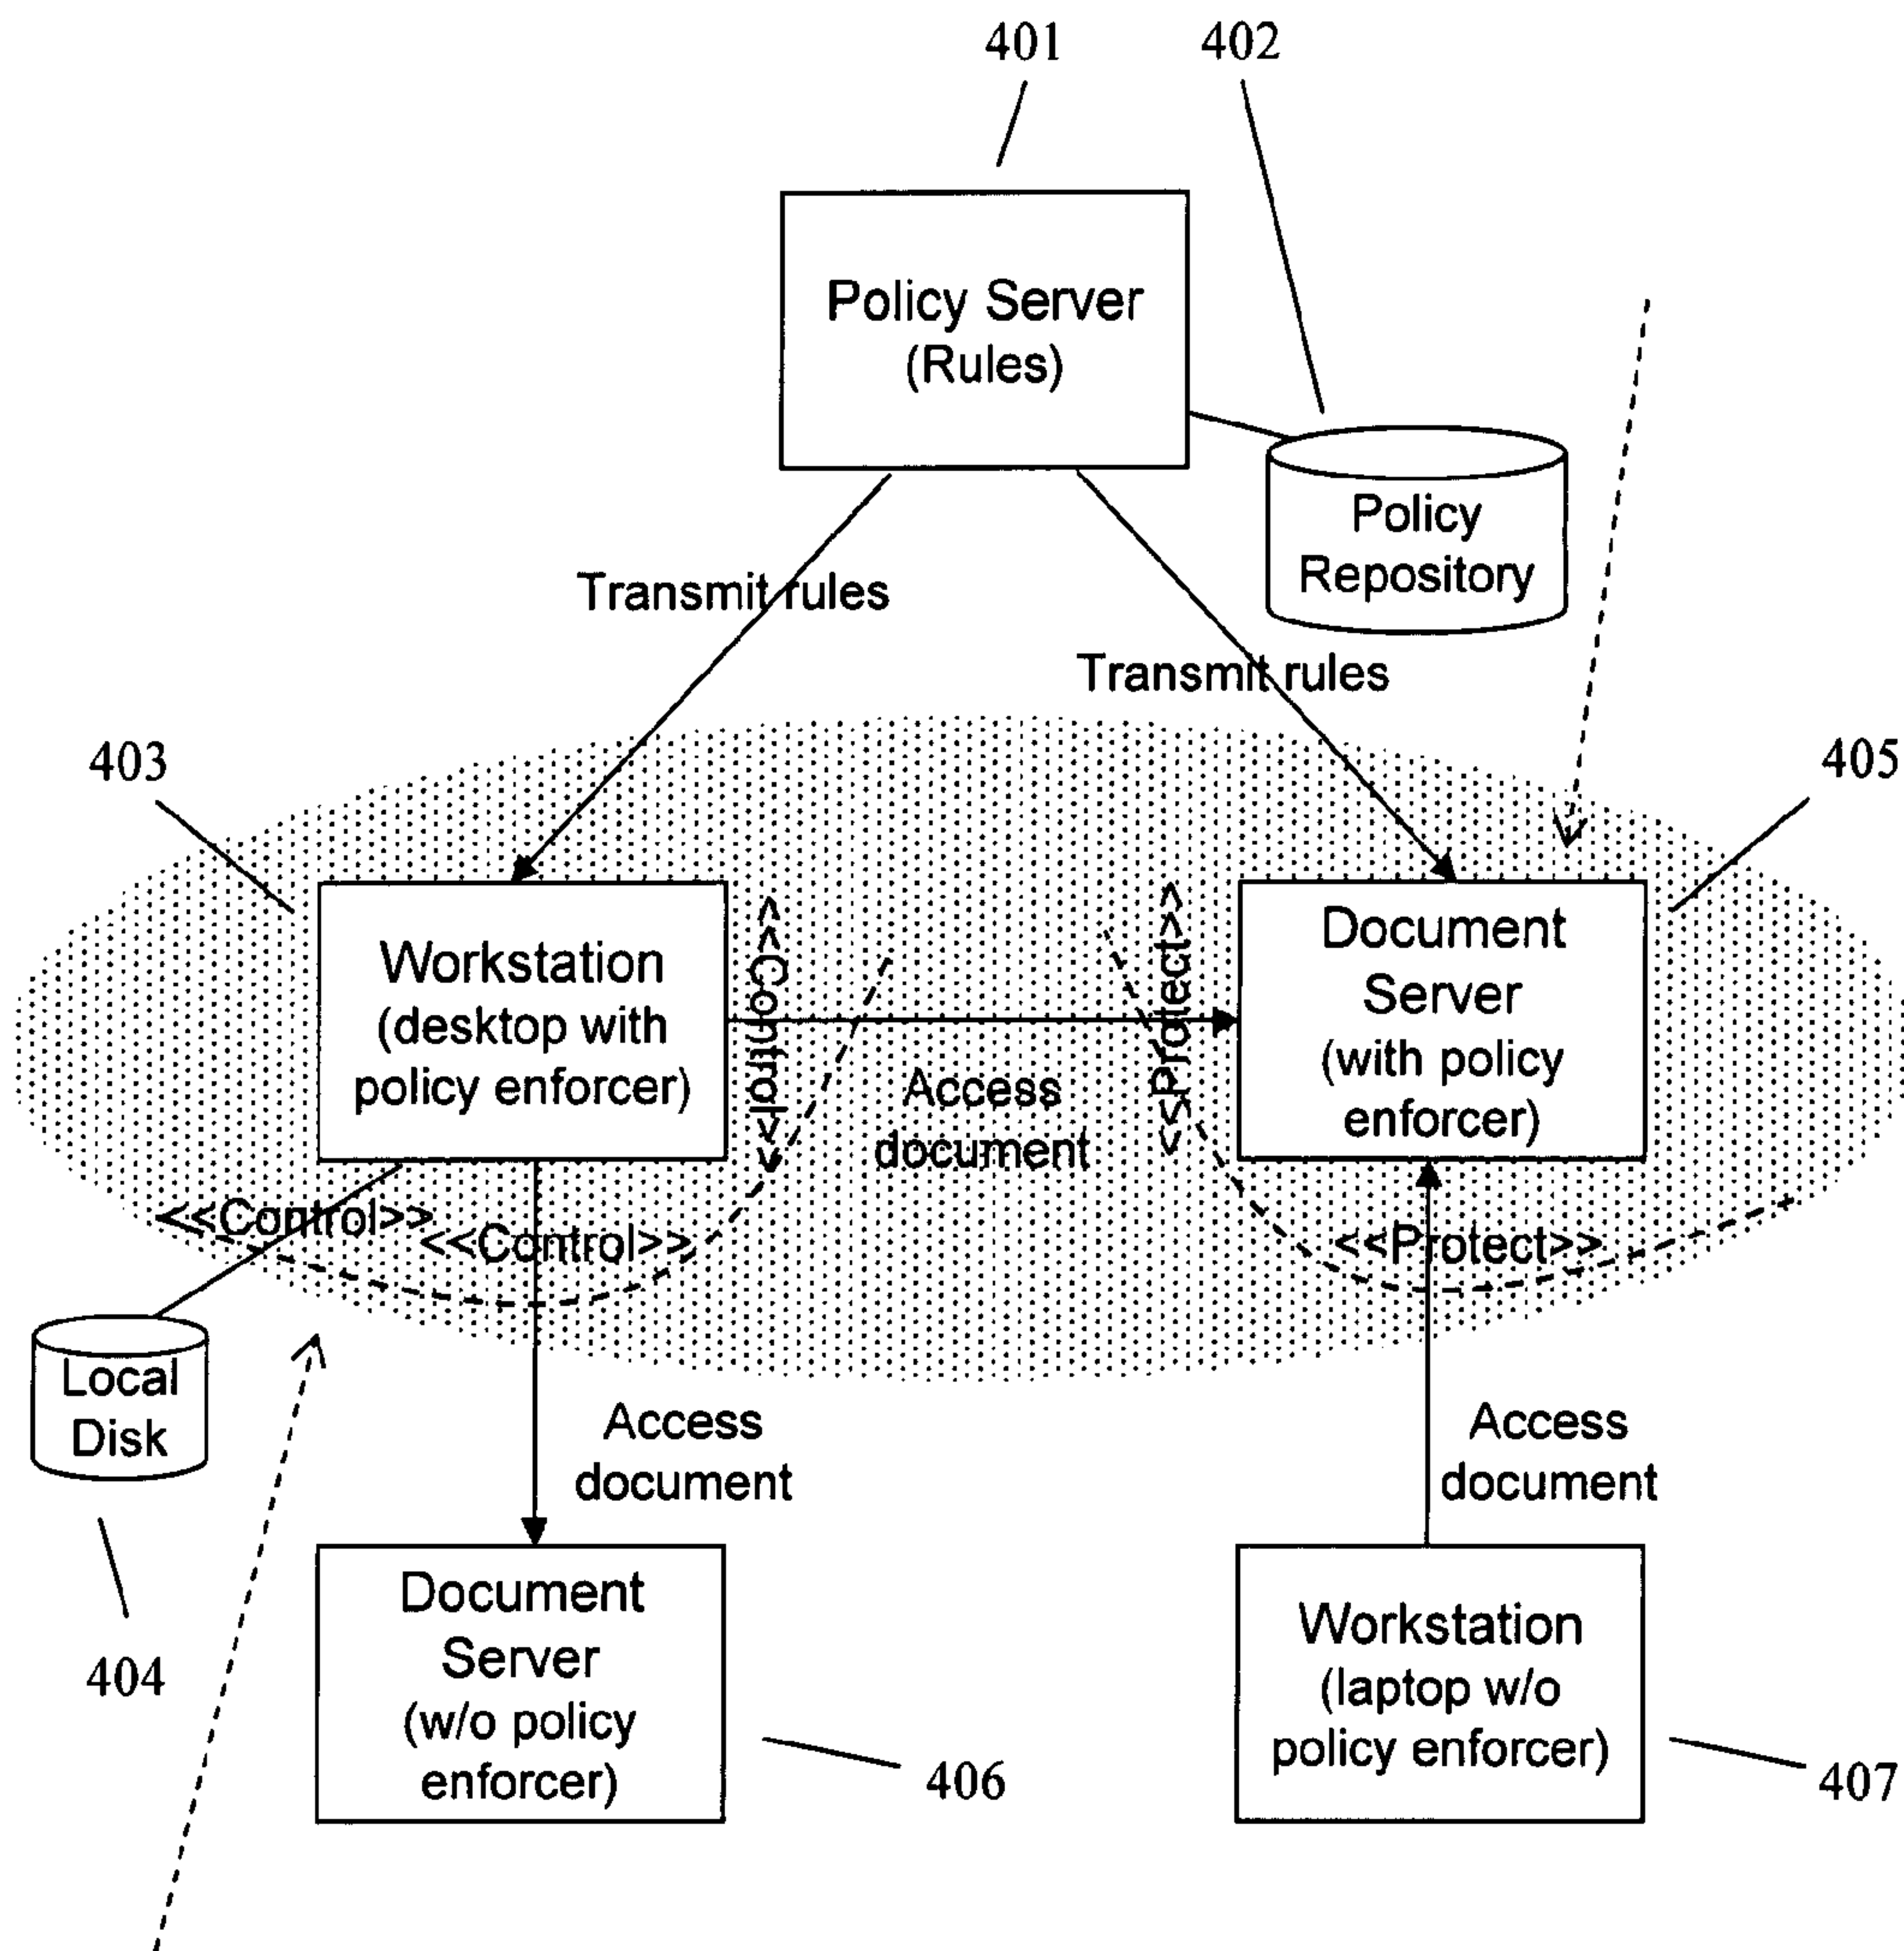 401
402
Policy Server
(Rules)
Policy
Repository
Transmit rules
Transmit rules
403
405
Workstation
(desktop with
policy enforcer)
<<Control>>
<<Protect>>
Document
Server
(with policy
enforcer)
Access
document
<<Control>>
<<Control>>
<<Protect>>
Local
Disk
Access
document
Access
document
404
Document
Server
(w/o policy
enforcer)
406
Workstation
(laptop w/o
policy enforcer)
407